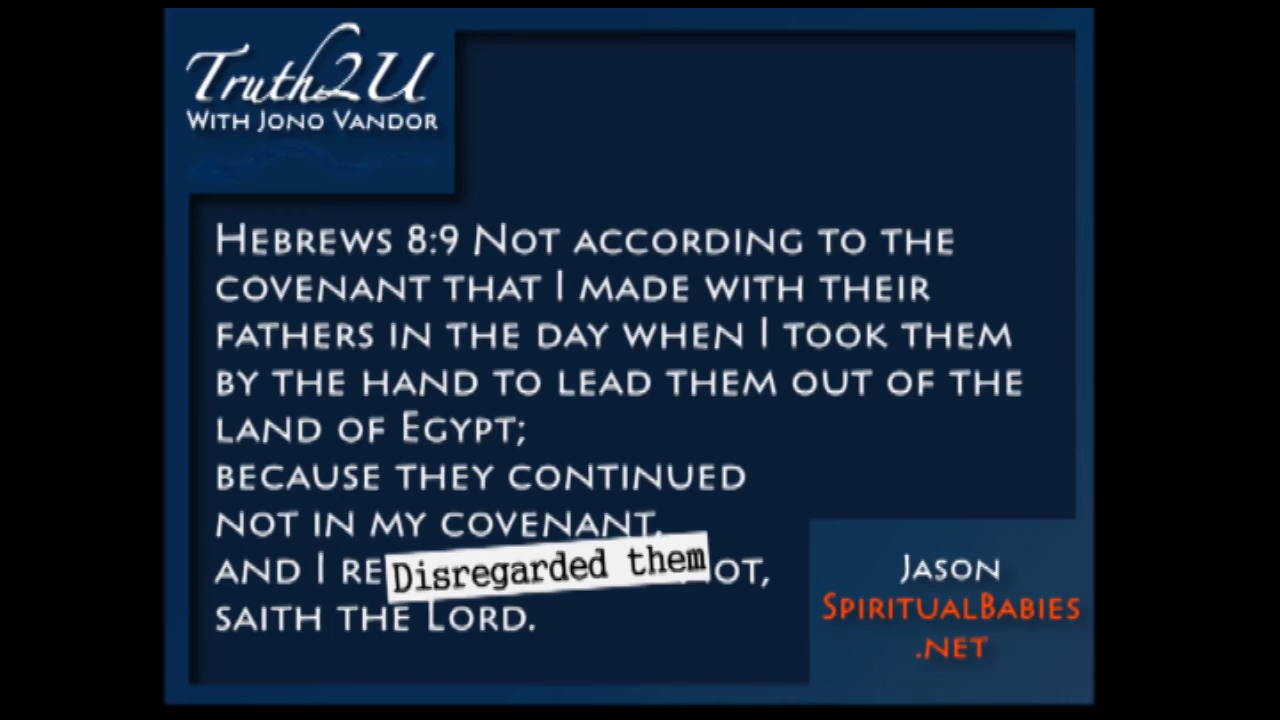 Truth2U
With Jono Vandor
Hebrews 8:9 Not according to the
covenant that I made with their
fathers in the day when I took them
by the hand to lead them out of the
land of Egypt;
because they continued
not in my covenant,
and I re Disregarded them ot,
saith the Lord.
Jason
SpiritualBabies
.net